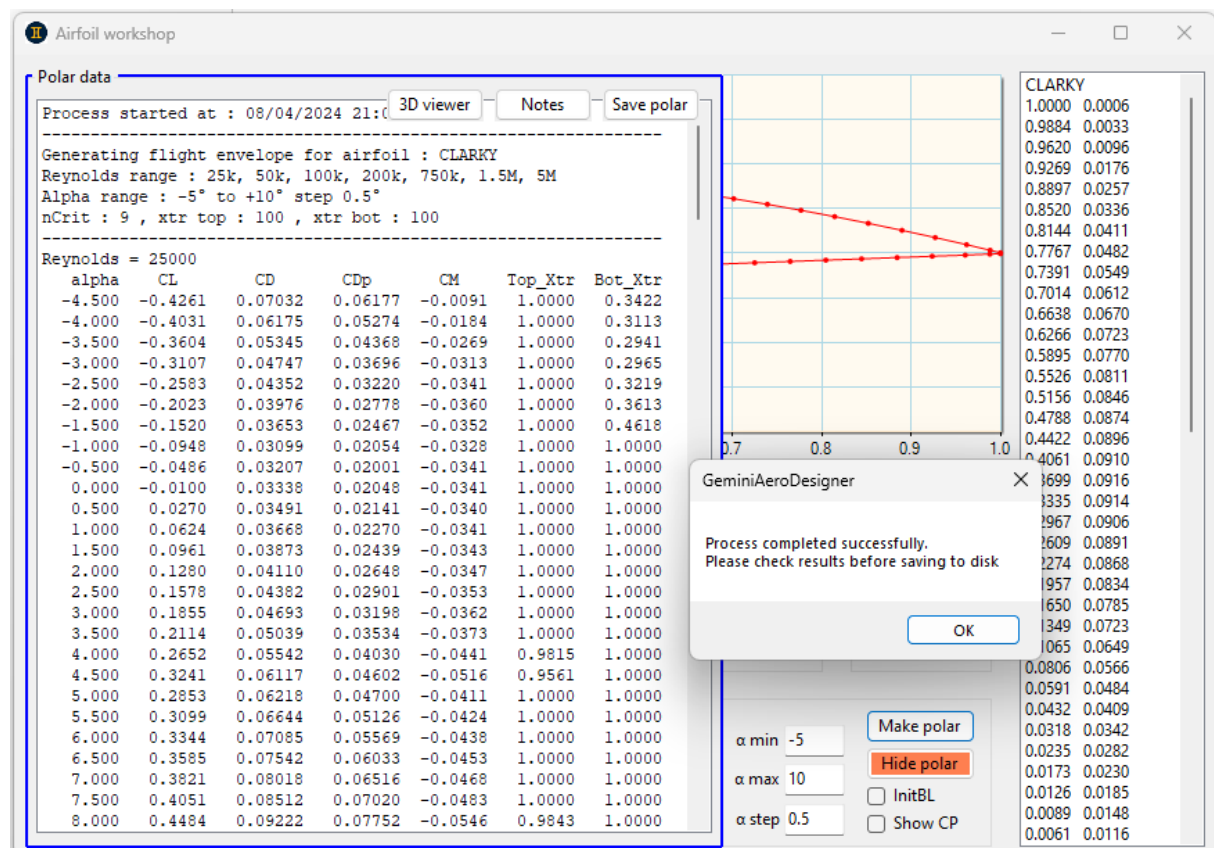 Airfoil workshop
Polar data
3D viewer
Notes
Save polar
Process started at : 08/04/2024
--------------------------------------------------------------
Generating flight envelope for airfoil : CLARKY
Reynolds range : 25k, 50k, 100k, 200k, 750k, 1.5M, 5M
Alpha range : -5° to +10° step 0.5°
nCrit : 9 , xtr top : 100 , xtr bot : 100
--------------------------------------------------------------
Reynolds = 25000
alpha CL CD CDp CM Top_Xtr Bot_Xtr
-4.500 -0.4261 0.07032 0.06177 -0.0091 1.0000 0.3422
-4.000 -0.4031 0.06175 0.05274 -0.0184 1.0000 0.3113
-3.500 -0.3604 0.05345 0.04368 -0.0269 1.0000 0.2941
-3.000 -0.3107 0.04747 0.03696 -0.0313 1.0000 0.2965
-2.500 -0.2583 0.04352 0.03220 -0.0341 1.0000 0.3219
-2.000 -0.2023 0.03976 0.02778 -0.0360 1.0000 0.3613
-1.500 -0.1520 0.03653 0.02467 -0.0352 1.0000 0.4618
-1.000 -0.0948 0.03099 0.02054 -0.0328 1.0000 1.0000
-0.500 -0.0486 0.03207 0.02001 -0.0341 1.0000 1.0000
0.000 -0.0100 0.03338 0.02048 -0.0341 1.0000 1.0000
0.500 0.0270 0.03491 0.02141 -0.0340 1.0000 1.0000
1.000 0.0624 0.03668 0.02270 -0.0341 1.0000 1.0000
1.500 0.0961 0.03873 0.02439 -0.0343 1.0000 1.0000
2.000 0.1280 0.04110 0.02648 -0.0347 1.0000 1.0000
2.500 0.1578 0.04382 0.02901 -0.0353 1.0000 1.0000
3.000 0.1855 0.04693 0.03198 -0.0362 1.0000 1.0000
3.500 0.2114 0.05039 0.03534 -0.0373 1.0000 1.0000
4.000 0.2652 0.05542 0.04030 -0.0441 0.9815 1.0000
4.500 0.3241 0.06117 0.04602 -0.0516 0.9561 1.0000
5.000 0.2853 0.06218 0.04700 -0.0411 1.0000 1.0000
5.500 0.3099 0.06644 0.05126 -0.0424 1.0000 1.0000
6.000 0.3344 0.07085 0.05569 -0.0438 1.0000 1.0000
6.500 0.3585 0.07542 0.06033 -0.0453 1.0000 1.0000
7.000 0.3821 0.08018 0.06516 -0.0468 1.0000 1.0000
7.500 0.4051 0.08512 0.07020 -0.0483 1.0000 1.0000
8.000 0.4484 0.09222 0.07752 -0.0546 0.9843 1.0000
0.8 0.9 1.0
GeminiAeroDesigner
Process completed successfully.
Please check results before saving to disk
OK
α min -5
α max 10
α step 0.5
Make polar
Hide polar
InitBL
Show CP
CLARKY
1.0000 0.0006
0.9884 0.0033
0.9620 0.0096
0.9269 0.0176
0.8897 0.0257
0.8520 0.0336
0.8144 0.0411
0.7767 0.0482
0.7391 0.0549
0.7014 0.0612
0.6638 0.0670
0.6266 0.0723
0.5895 0.0770
0.5526 0.0811
0.5156 0.0846
0.4788 0.0874
0.4422 0.0896
0.4061 0.0910
0.0916
0.0914
0.0906
0.0891
0.0868
0.0834
0.0785
0.0723
0.0649
0.0806 0.0566
0.0591 0.0484
0.0432 0.0409
0.0318 0.0342
0.0235 0.0282
0.0173 0.0230
0.0126 0.0185
0.0089 0.0148
0.0061 0.0116